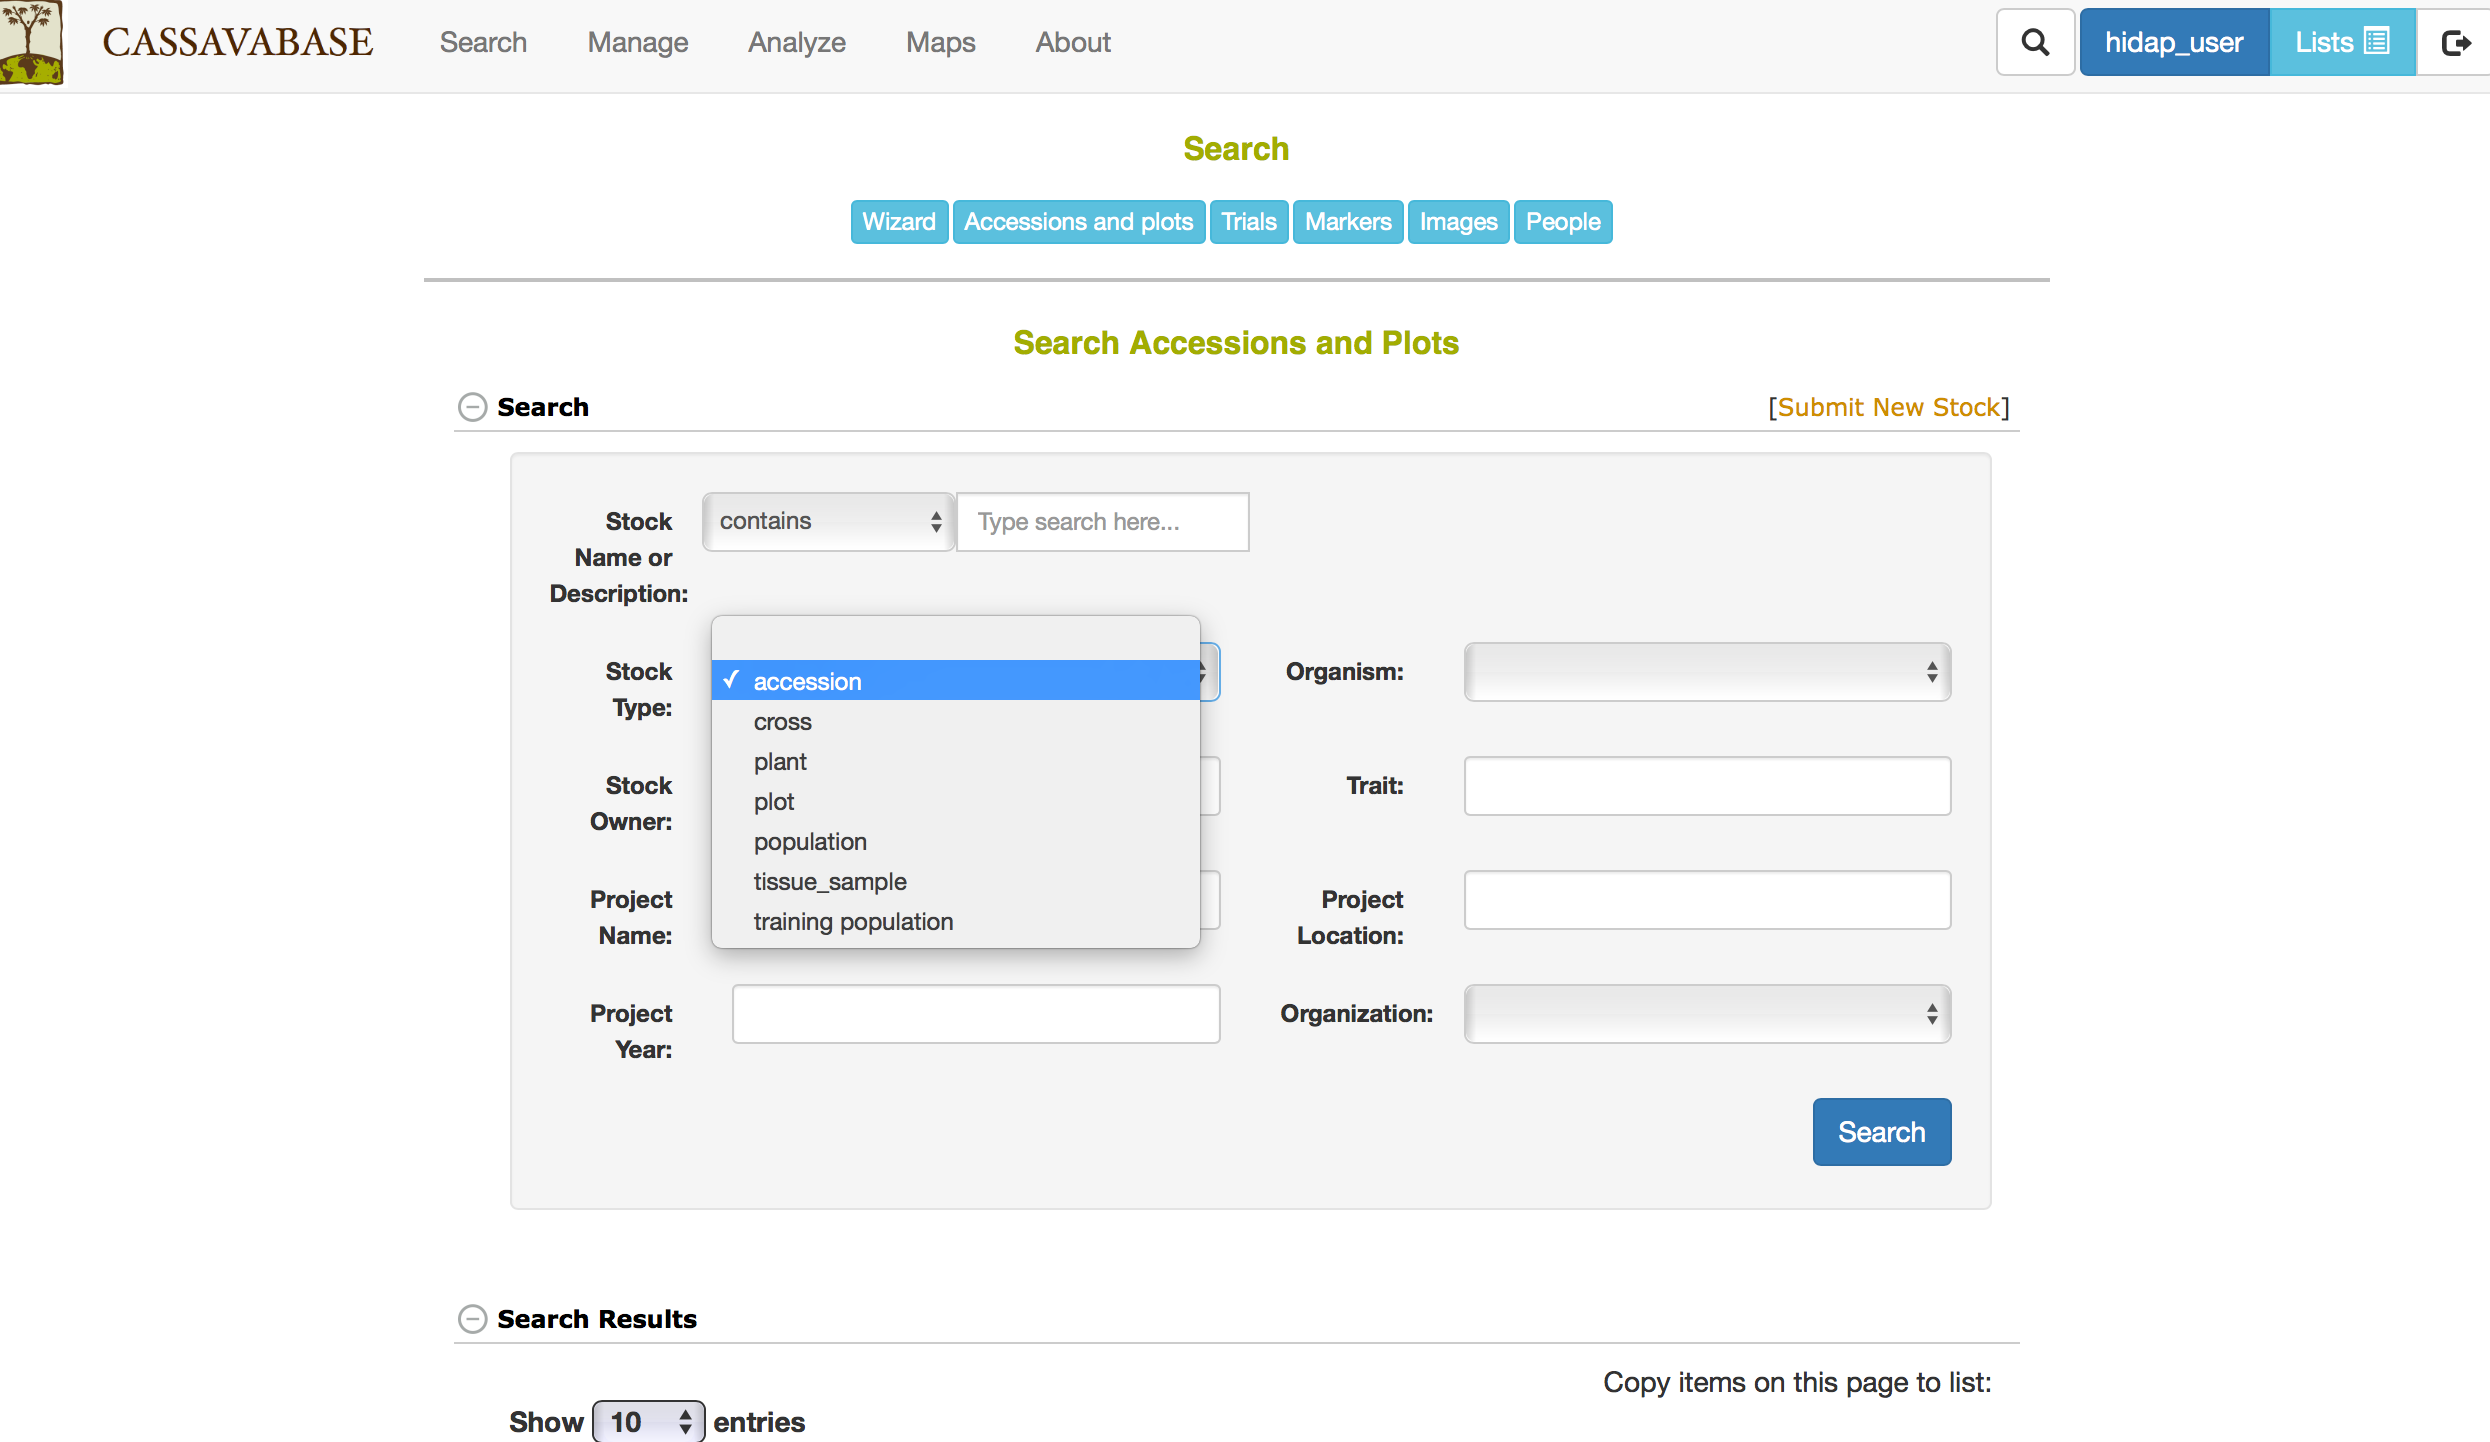 CASSAVABASE Search Manage Analyze Maps About hidap_user Lists
Search
Wizard Accessions and plots Trials Markers Images People
Search Accessions and Plots
Search [Submit New Stock]
Stock Name or Description: contains Type search here...
Stock Type:
accession
cross
plant
plot
population
tissue_sample
training population
Organism:
Stock Owner:
Trait:
Project Name:
Project Location:
Project Year:
Organization:
Search
Search Results
Copy items on this page to list:
Show 10 entries